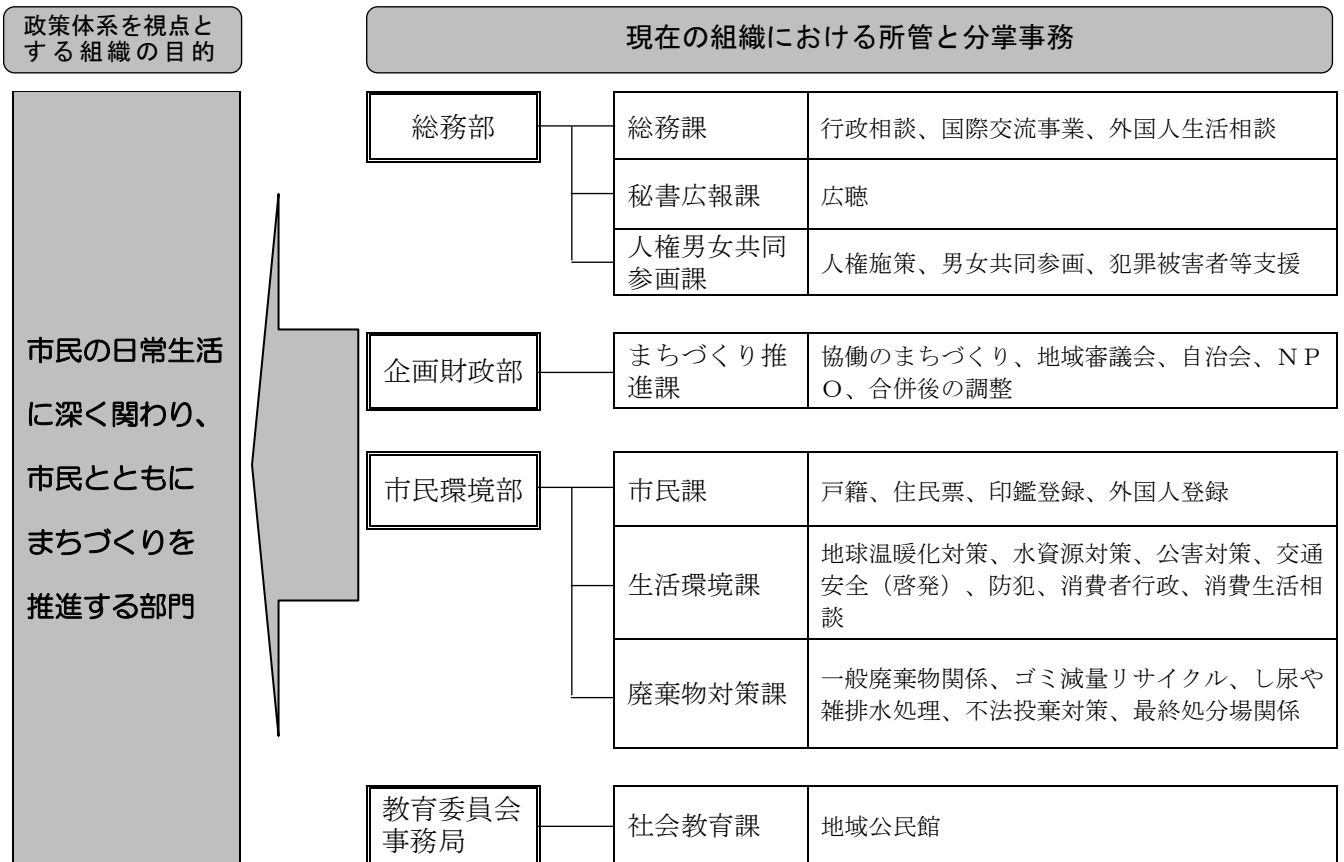 政策体系を視点と
する組織の目的
現在の組織における所管と分掌事務
市民の日常生活
に深く関わり、
市民とともに
まちづくりを
推進する部門
総務部
総務課
行政相談、国際交流事業、外国人生活相談
秘書広報課
広聴
人権男女共同
参画課
人権施策、男女共同参画、犯罪被害者等支援
企画財政部
まちづくり推
進課
協働のまちづくり、地域審議会、自治会、ＮＰ
Ｏ、合併後の調整
市民環境部
市民課
戸籍、住民票、印鑑登録、外国人登録
生活環境課
地球温暖化対策、水資源対策、公害対策、交通
安全（啓発）、防犯、消費者行政、消費生活相
談
廃棄物対策課
一般廃棄物関係、ゴミ減量リサイクル、し尿や
雑排水処理、不法投棄対策、最終処分場関係
教育委員会
事務局
社会教育課
地域公民館